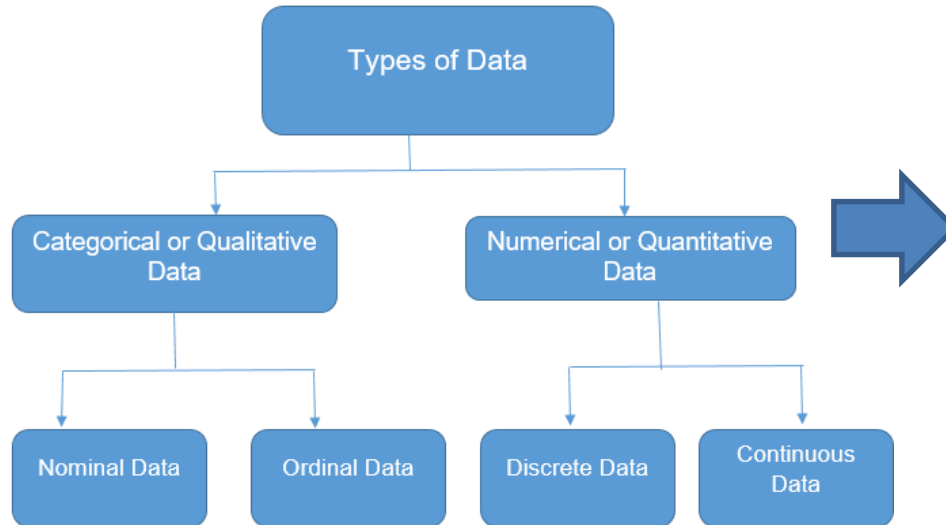 Types of Data
Categorical or Qualitative
Data
Numerical or Quantitative
Data
Nominal Data
Ordinal Data
Discrete Data
Continuous
Data